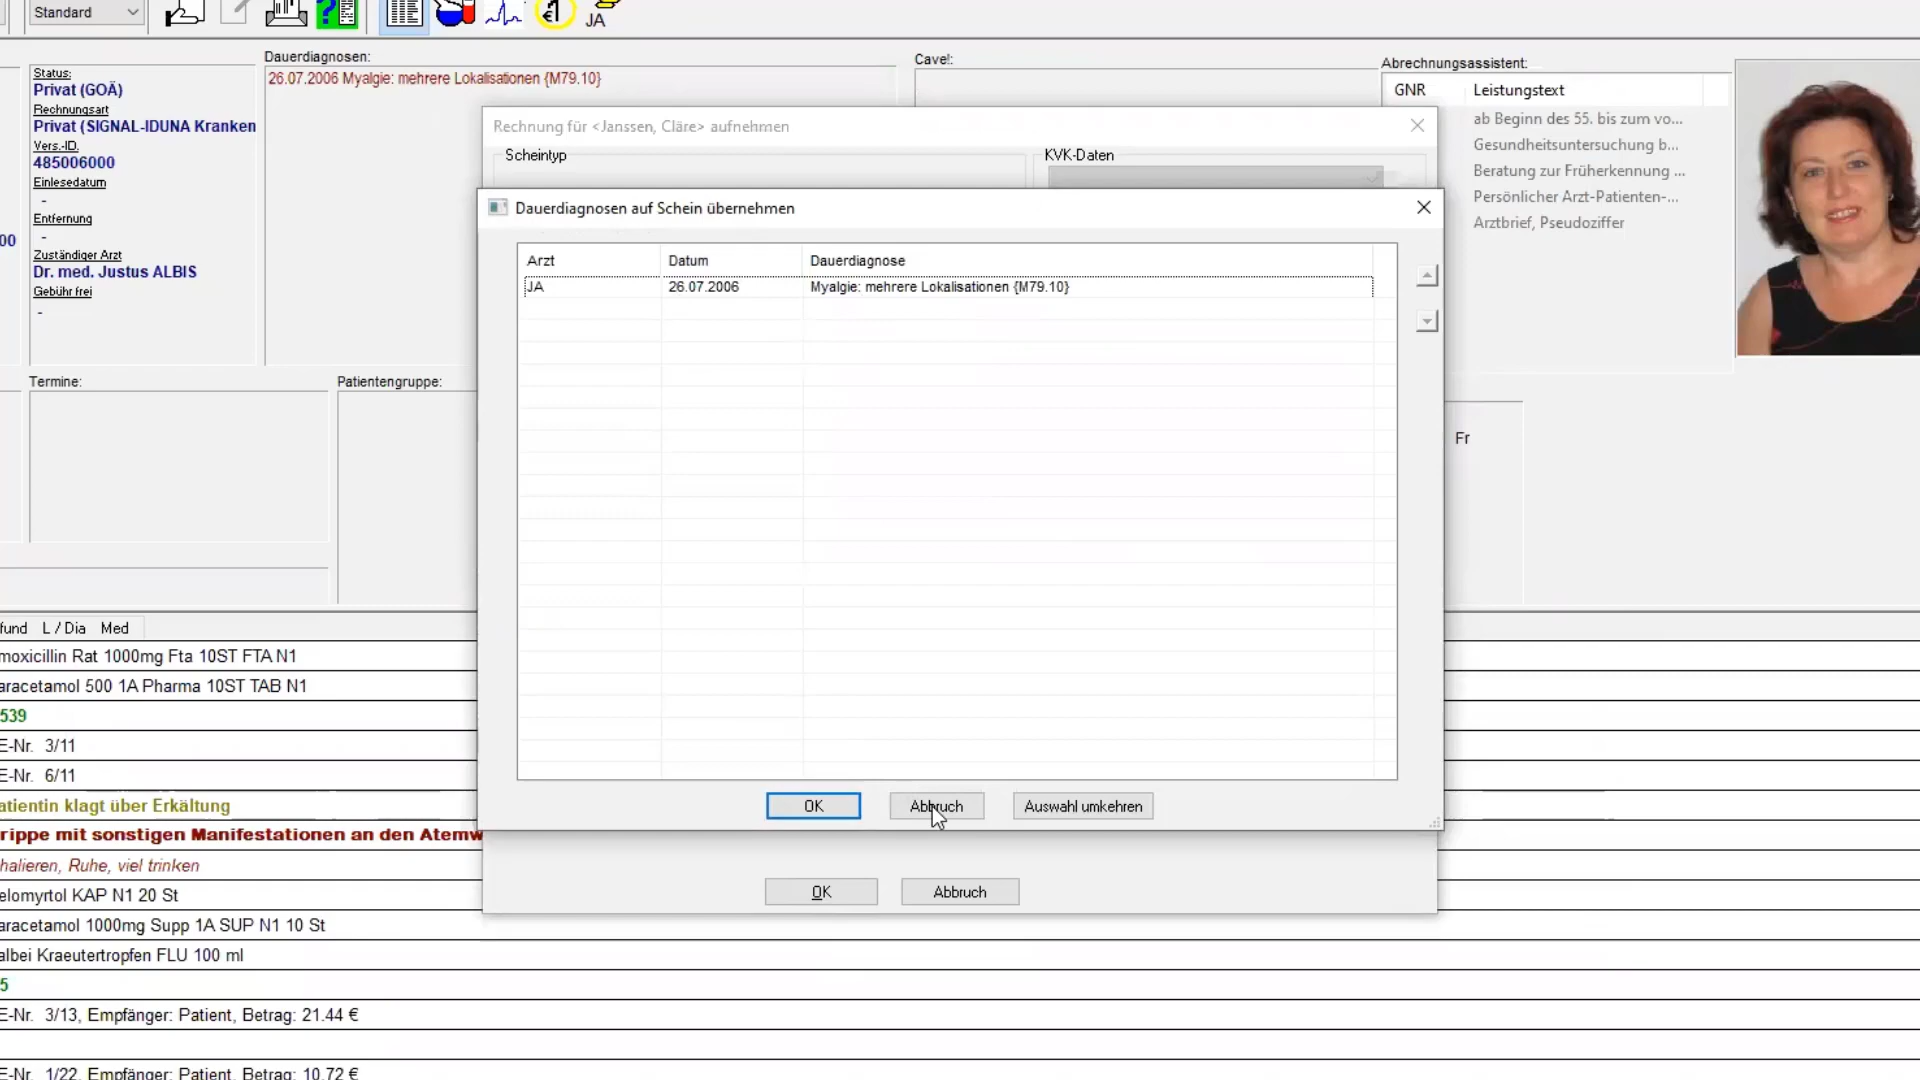 Standard
JA
Status:
Privat (GOÄ)
Rechnungsart
Privat (SIGNAL-IDUNA Kranken
Vers.-ID.
485006000
Einlesedatum
-
Entfernung
-
Zuständiger Arzt
Dr. med. Justus ALBIS
Gebühr frei
-
00
Dauerdiagnosen:
26.07.2006 Myalgie: mehrere Lokalisationen {M79.10}
Cave!:
Abrechnungsassistent:
GNR Leistungstext
ab Beginn des 55. bis zum vo...
Gesundheitsuntersuchung b...
Beratung zur Früherkennung ...
Persönlicher Arzt-Patienten-...
Arztbrief, Pseudoziffer
Rechnung für <Janssen, Cläre> aufnehmen
Scheintyp
KVK-Daten
Dauerdiagnosen auf Schein übernehmen
Arzt Datum Dauerdiagnose
JA 26.07.2006 Myalgie: mehrere Lokalisationen {M79.10}
OK Abbruch Auswahl umkehren
OK Abbruch
Termine:
Patientengruppe:
Fr
fund L / Dia Med
moxicillin Rat 1000mg Fta 10ST FTA N1
aracetamol 500 1A Pharma 10ST TAB N1
539
E-Nr. 3/11
E-Nr. 6/11
atientin klagt über Erkältung
rippe mit sonstigen Manifestationen an den Atemw
halieren, Ruhe, viel trinken
elomyrtol KAP N1 20 St
aracetamol 1000mg Supp 1A SUP N1 10 St
albei Kraeutertropfen FLU 100 ml
5
E-Nr. 3/13, Empfänger: Patient, Betrag: 21.44 €
E-Nr. 1/22, Empfänger: Patient, Betrag: 10.72 €